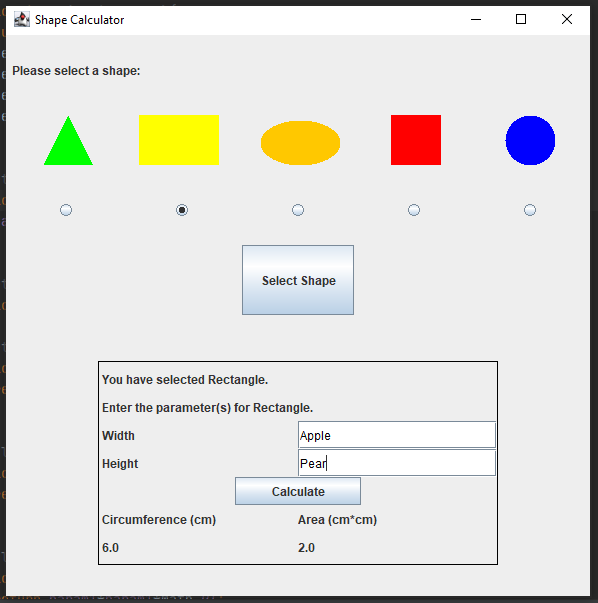 Shape Calculator
Please select a shape:
Select Shape
You have selected Rectangle.
Enter the parameter(s) for Rectangle.
Width Apple
Height Pear
Calculate
Circumference (cm) Area (cm*cm)
6.0 2.0